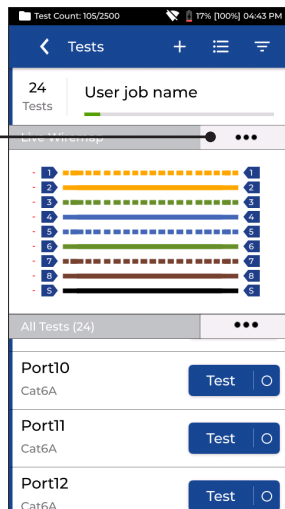 Test Count: 105/2500 17% [100%] 04:43 PM
Tests
24
Tests
User job name
Live Wiremap
- 1 1
- 2 2
- 3 3
- 4 4
- 5 5
- 6 6
- 7 7
- 8 8
- S S
All Tests (24)
Port10
Cat6A
Test
Port11
Cat6A
Test
Port12
Cat6A
Test